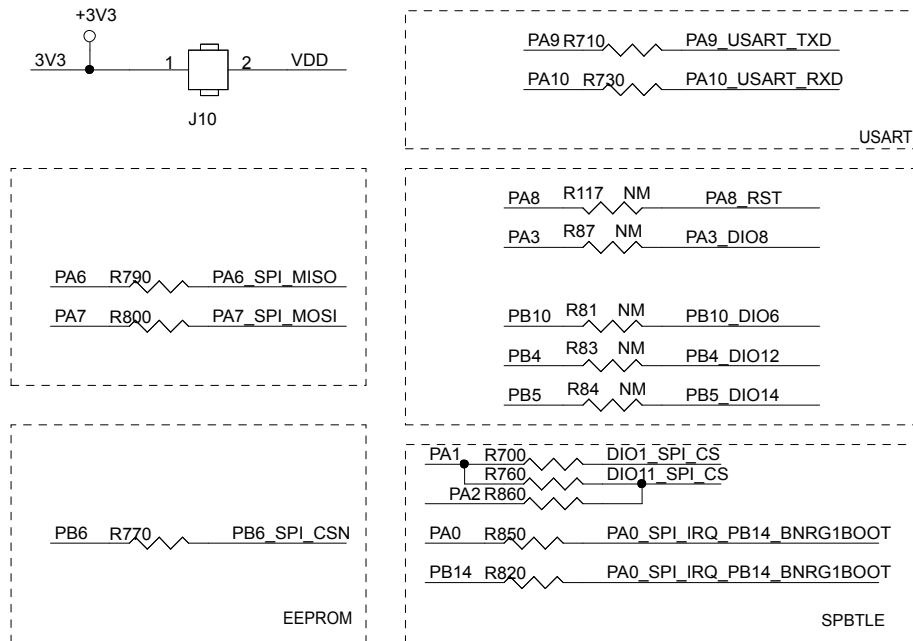 +3V3
3V3 1 2 VDD
J10
PA9 R710 PA9_USART_TXD
PA10 R730 PA10_USART_RXD
USART
PA6 R790 PA6_SPI_MISO
PA7 R800 PA7_SPI_MOSI
PA8 R117 NM PA8_RST
PA3 R87 NM PA3_DIO8
PB10 R81 NM PB10_DIO6
PB4 R83 NM PB4_DIO12
PB5 R84 NM PB5_DIO14
PB6 R770 PB6_SPI_CSN
EEPROM
PA1 R700 DIO1_SPI_CS
R760 DIO11_SPI_CS
PA2 R860
PA0 R850 PA0_SPI_IRQ_PB14_BNRG1BOOT
PB14 R820 PA0_SPI_IRQ_PB14_BNRG1BOOT
SPBTLE